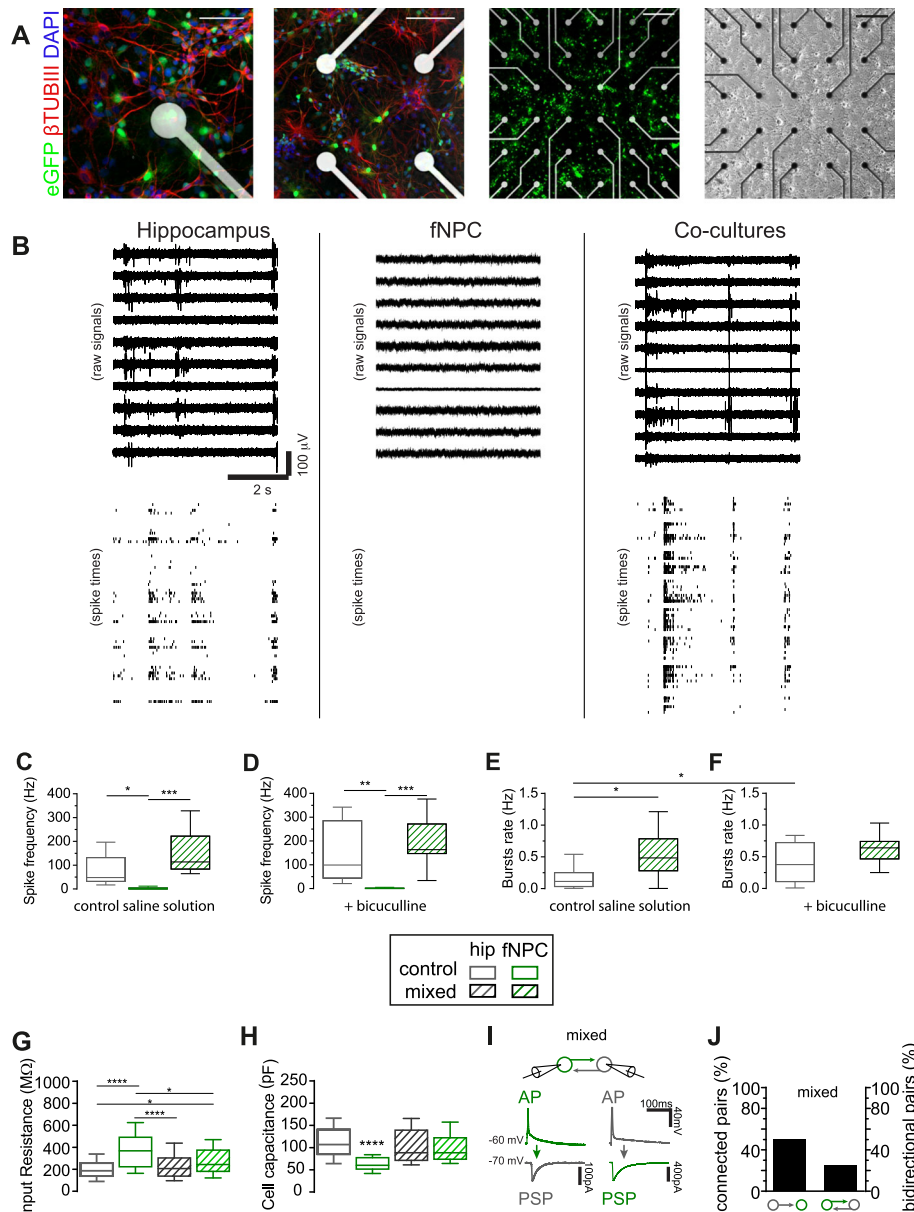 A
eGFP βTUBIII DAPI
B
Hippocampus
fNPC
Co-cultures
(raw signals)
(raw signals)
(raw signals)
100 μV
2 s
(spike times)
(spike times)
(spike times)
C
Spike frequency (Hz)
400
300
200
100
0
*
***
control saline solution
D
Spike frequency (Hz)
400
300
200
100
0
**
***
+ bicuculline
E
Bursts rate (Hz)
1.5
1.0
0.5
0.0
*
*
control saline solution
F
Bursts rate (Hz)
1.5
1.0
0.5
0.0
+ bicuculline
hip fNPC
control
mixed
G
nput Resistance (MΩ)
1000
800
600
400
200
0
****
*
*
****
H
Cell capacitance (pF)
250
200
150
100
50
0
****
I
mixed
AP
AP
100ms
40mV
-60 mV
-70 mV
100pA
400pA
PSP
PSP
J
connected pairs (%)
100
80
60
40
20
0
mixed
100
80
60
40
20
0
bidirectional pairs (%)